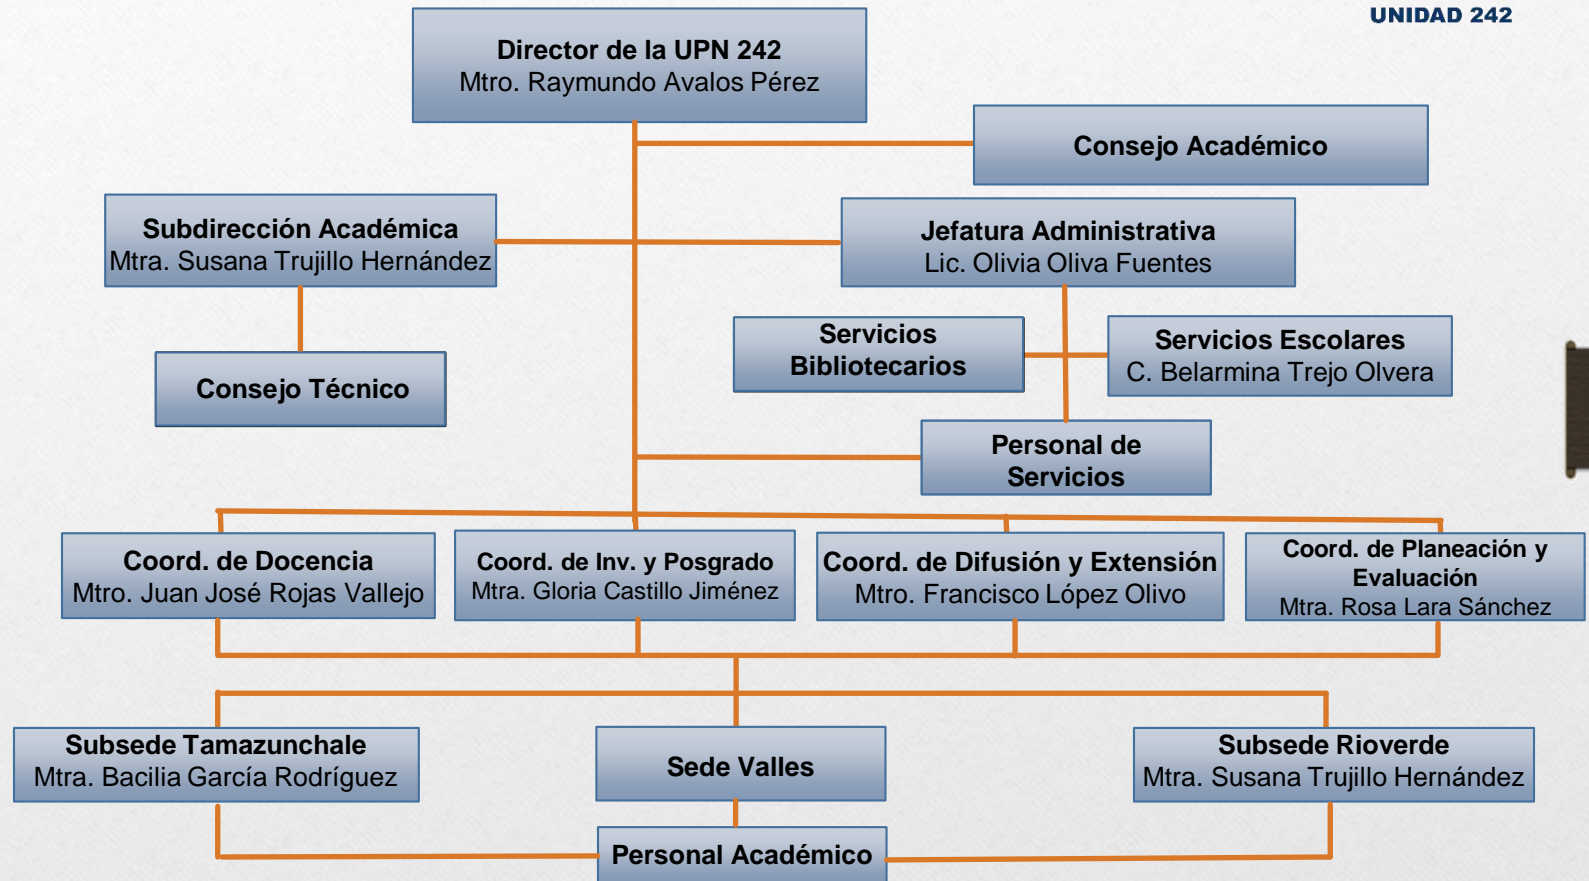 UNIDAD 242
Director de la UPN 242
Mtro. Raymundo Avalos Pérez
Consejo Académico
Subdirección Académica
Mtra. Susana Trujillo Hernández
Jefatura Administrativa
Lic. Olivia Oliva Fuentes
Servicios
Bibliotecarios
Servicios Escolares
C. Belarmina Trejo Olvera
Consejo Técnico
Personal de
Servicios
Coord. de Docencia
Mtro. Juan José Rojas Vallejo
Coord. de Inv. y Posgrado
Mtra. Gloria Castillo Jiménez
Coord. de Difusión y Extensión
Mtro. Francisco López Olivo
Coord. de Planeación y
Evaluación
Mtra. Rosa Lara Sánchez
Subsede Tamazunchale
Mtra. Bacilia García Rodríguez
Sede Valles
Subsede Rioverde
Mtra. Susana Trujillo Hernández
Personal Académico